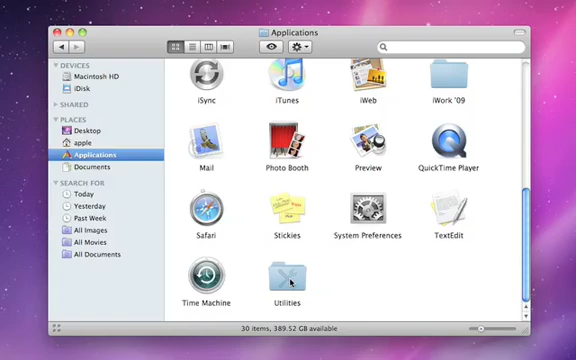 Applications
DEVICES
Macintosh HD
iDisk
SHARED
PLACES
Desktop
apple
Applications
Documents
SEARCH FOR
Today
Yesterday
Past Week
All Images
All Movies
All Documents
iSync
iTunes
iWeb
iWork '09
Mail
Photo Booth
Preview
QuickTime Player
Safari
Stickies
System Preferences
TextEdit
Time Machine
Utilities
30 items, 389.52 GB available